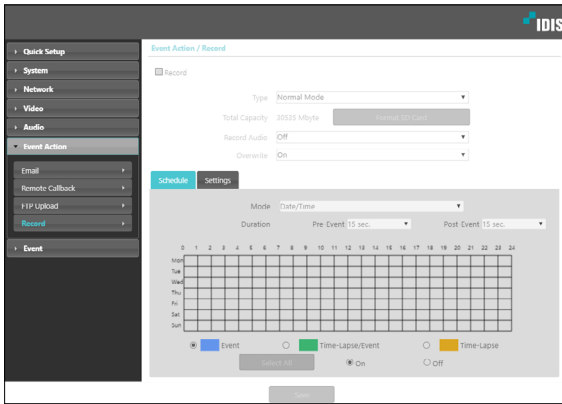 IDIS
Quick Setup
System
Network
Video
Audio
Event Action
Email
Remote Callback
FTP Upload
Record
Event
Event Action / Record
Record
Type Normal Mode
Total Capacity 30535 Mbyte Format SD Card
Record Audio Off
Overwrite On
Schedule Settings
Mode Date/Time
Duration Pre-Event 15 sec. Post-Event 15 sec.
0 1 2 3 4 5 6 7 8 9 10 11 12 13 14 15 16 17 18 19 20 21 22 23 24
Mon
Tue
Wed
Thu
Fri
Sat
Sun
Event Time-Lapse/Event Time-Lapse
Select All On Off
Save